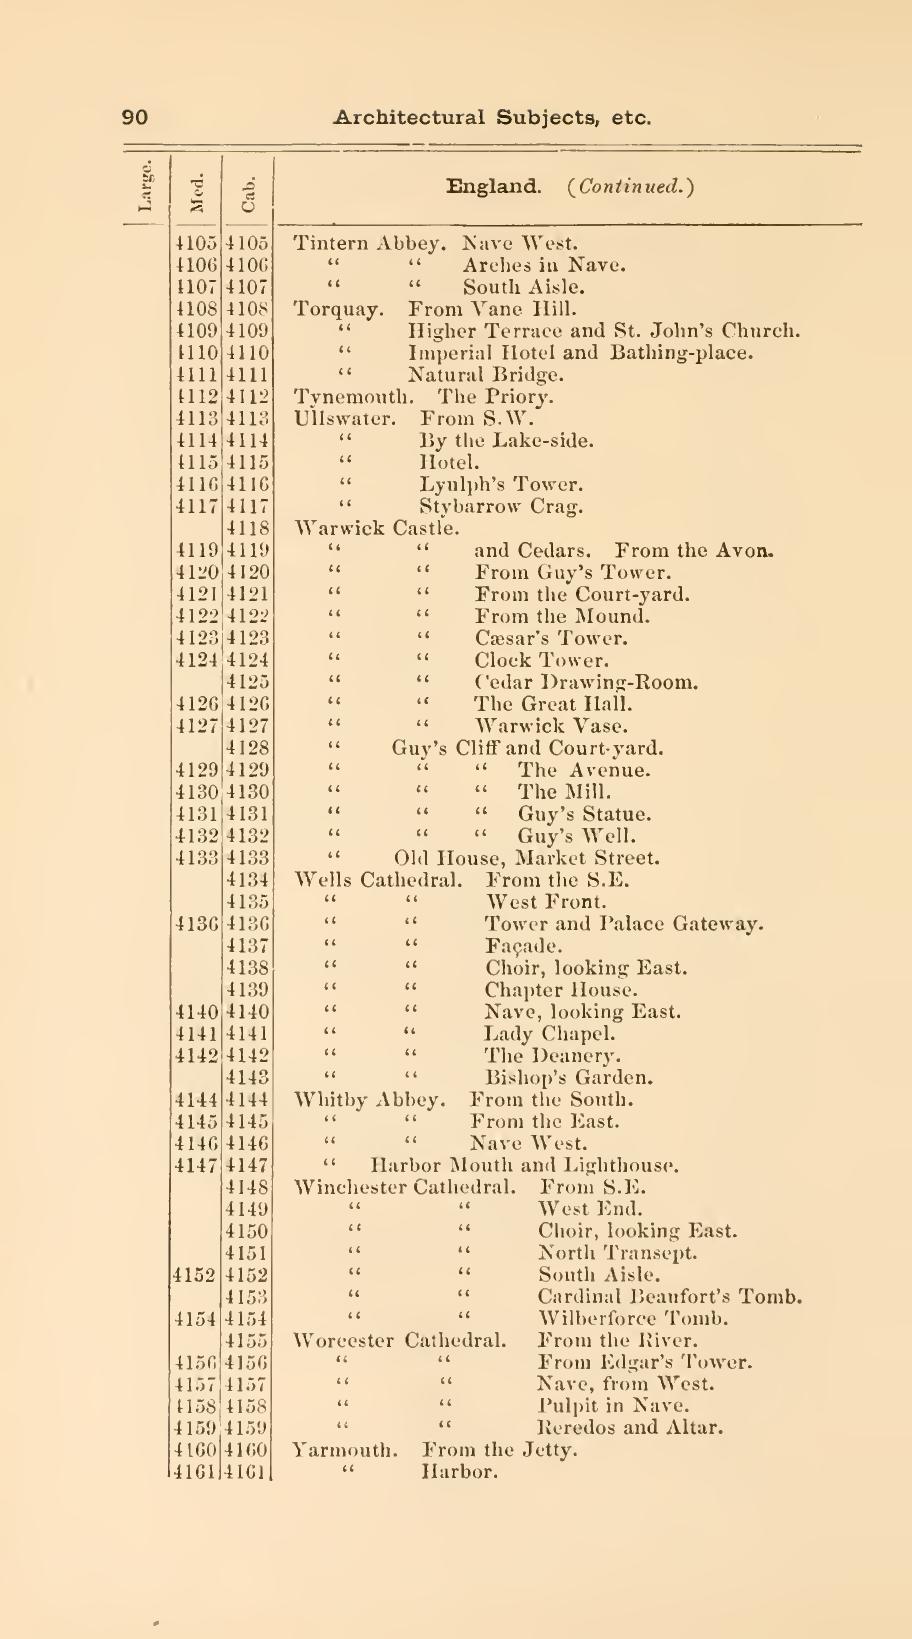 90 Architectural Subjects, etc.
Large. Med. Cab. England. (Continued.)
4105 4105 Tintern Abbey. Nave West.
4106 4106 “ “ Arches in Nave.
4107 4107 “ “ South Aisle.
4108 4108 Torquay. From Vane Hill.
4109 4109 “ Higher Terrace and St. John’s Church.
4110 4110 “ Imperial Hotel and Bathing-place.
4111 4111 “ Natural Bridge.
4112 4112 Tynemouth. The Priory.
4113 4113 Ullswater. From S.W.
4114 4114 “ By the Lake-side.
4115 4115 “ Hotel.
4116 4116 “ Lyulph’s Tower.
4117 4117 “ Stybarrow Crag.
4118 Warwick Castle.
4119 4119 “ “ and Cedars. From the Avon.
4120 4120 “ “ From Guy’s Tower.
4121 4121 “ “ From the Court-yard.
4122 4122 “ “ From the Mound.
4123 4123 “ “ Cæsar’s Tower.
4124 4124 “ “ Clock Tower.
4125 “ “ Cedar Drawing-Room.
4126 4126 “ “ The Great Hall.
4127 4127 “ “ Warwick Vase.
4128 “ Guy’s Cliff and Court-yard.
4129 4129 “ “ “ The Avenue.
4130 4130 “ “ “ The Mill.
4131 4131 “ “ “ Guy’s Statue.
4132 4132 “ “ “ Guy’s Well.
4133 4133 “ Old House, Market Street.
4134 Wells Cathedral. From the S.E.
4135 “ “ West Front.
4136 4136 “ “ Tower and Palace Gateway.
4137 “ “ Façade.
4138 “ “ Choir, looking East.
4139 “ “ Chapter House.
4140 4140 “ “ Nave, looking East.
4141 4141 “ “ Lady Chapel.
4142 4142 “ “ The Deanery.
4143 “ “ Bishop’s Garden.
4144 4144 Whitby Abbey. From the South.
4145 4145 “ “ From the East.
4146 4146 “ “ Nave West.
4147 4147 “ Harbor Mouth and Lighthouse.
4148 Winchester Cathedral. From S.E.
4149 “ “ West End.
4150 “ “ Choir, looking East.
4151 “ “ North Transept.
4152 4152 “ “ South Aisle.
4153 “ “ Cardinal Beaufort’s Tomb.
4154 4154 “ “ Wilberforce Tomb.
4155 Worcester Cathedral. From the River.
4156 4156 “ “ From Edgar’s Tower.
4157 4157 “ “ Nave, from West.
4158 4158 “ “ Pulpit in Nave.
4159 4159 “ “ Reredos and Altar.
4160 4160 Yarmouth. From the Jetty.
4161 4161 “ Harbor.